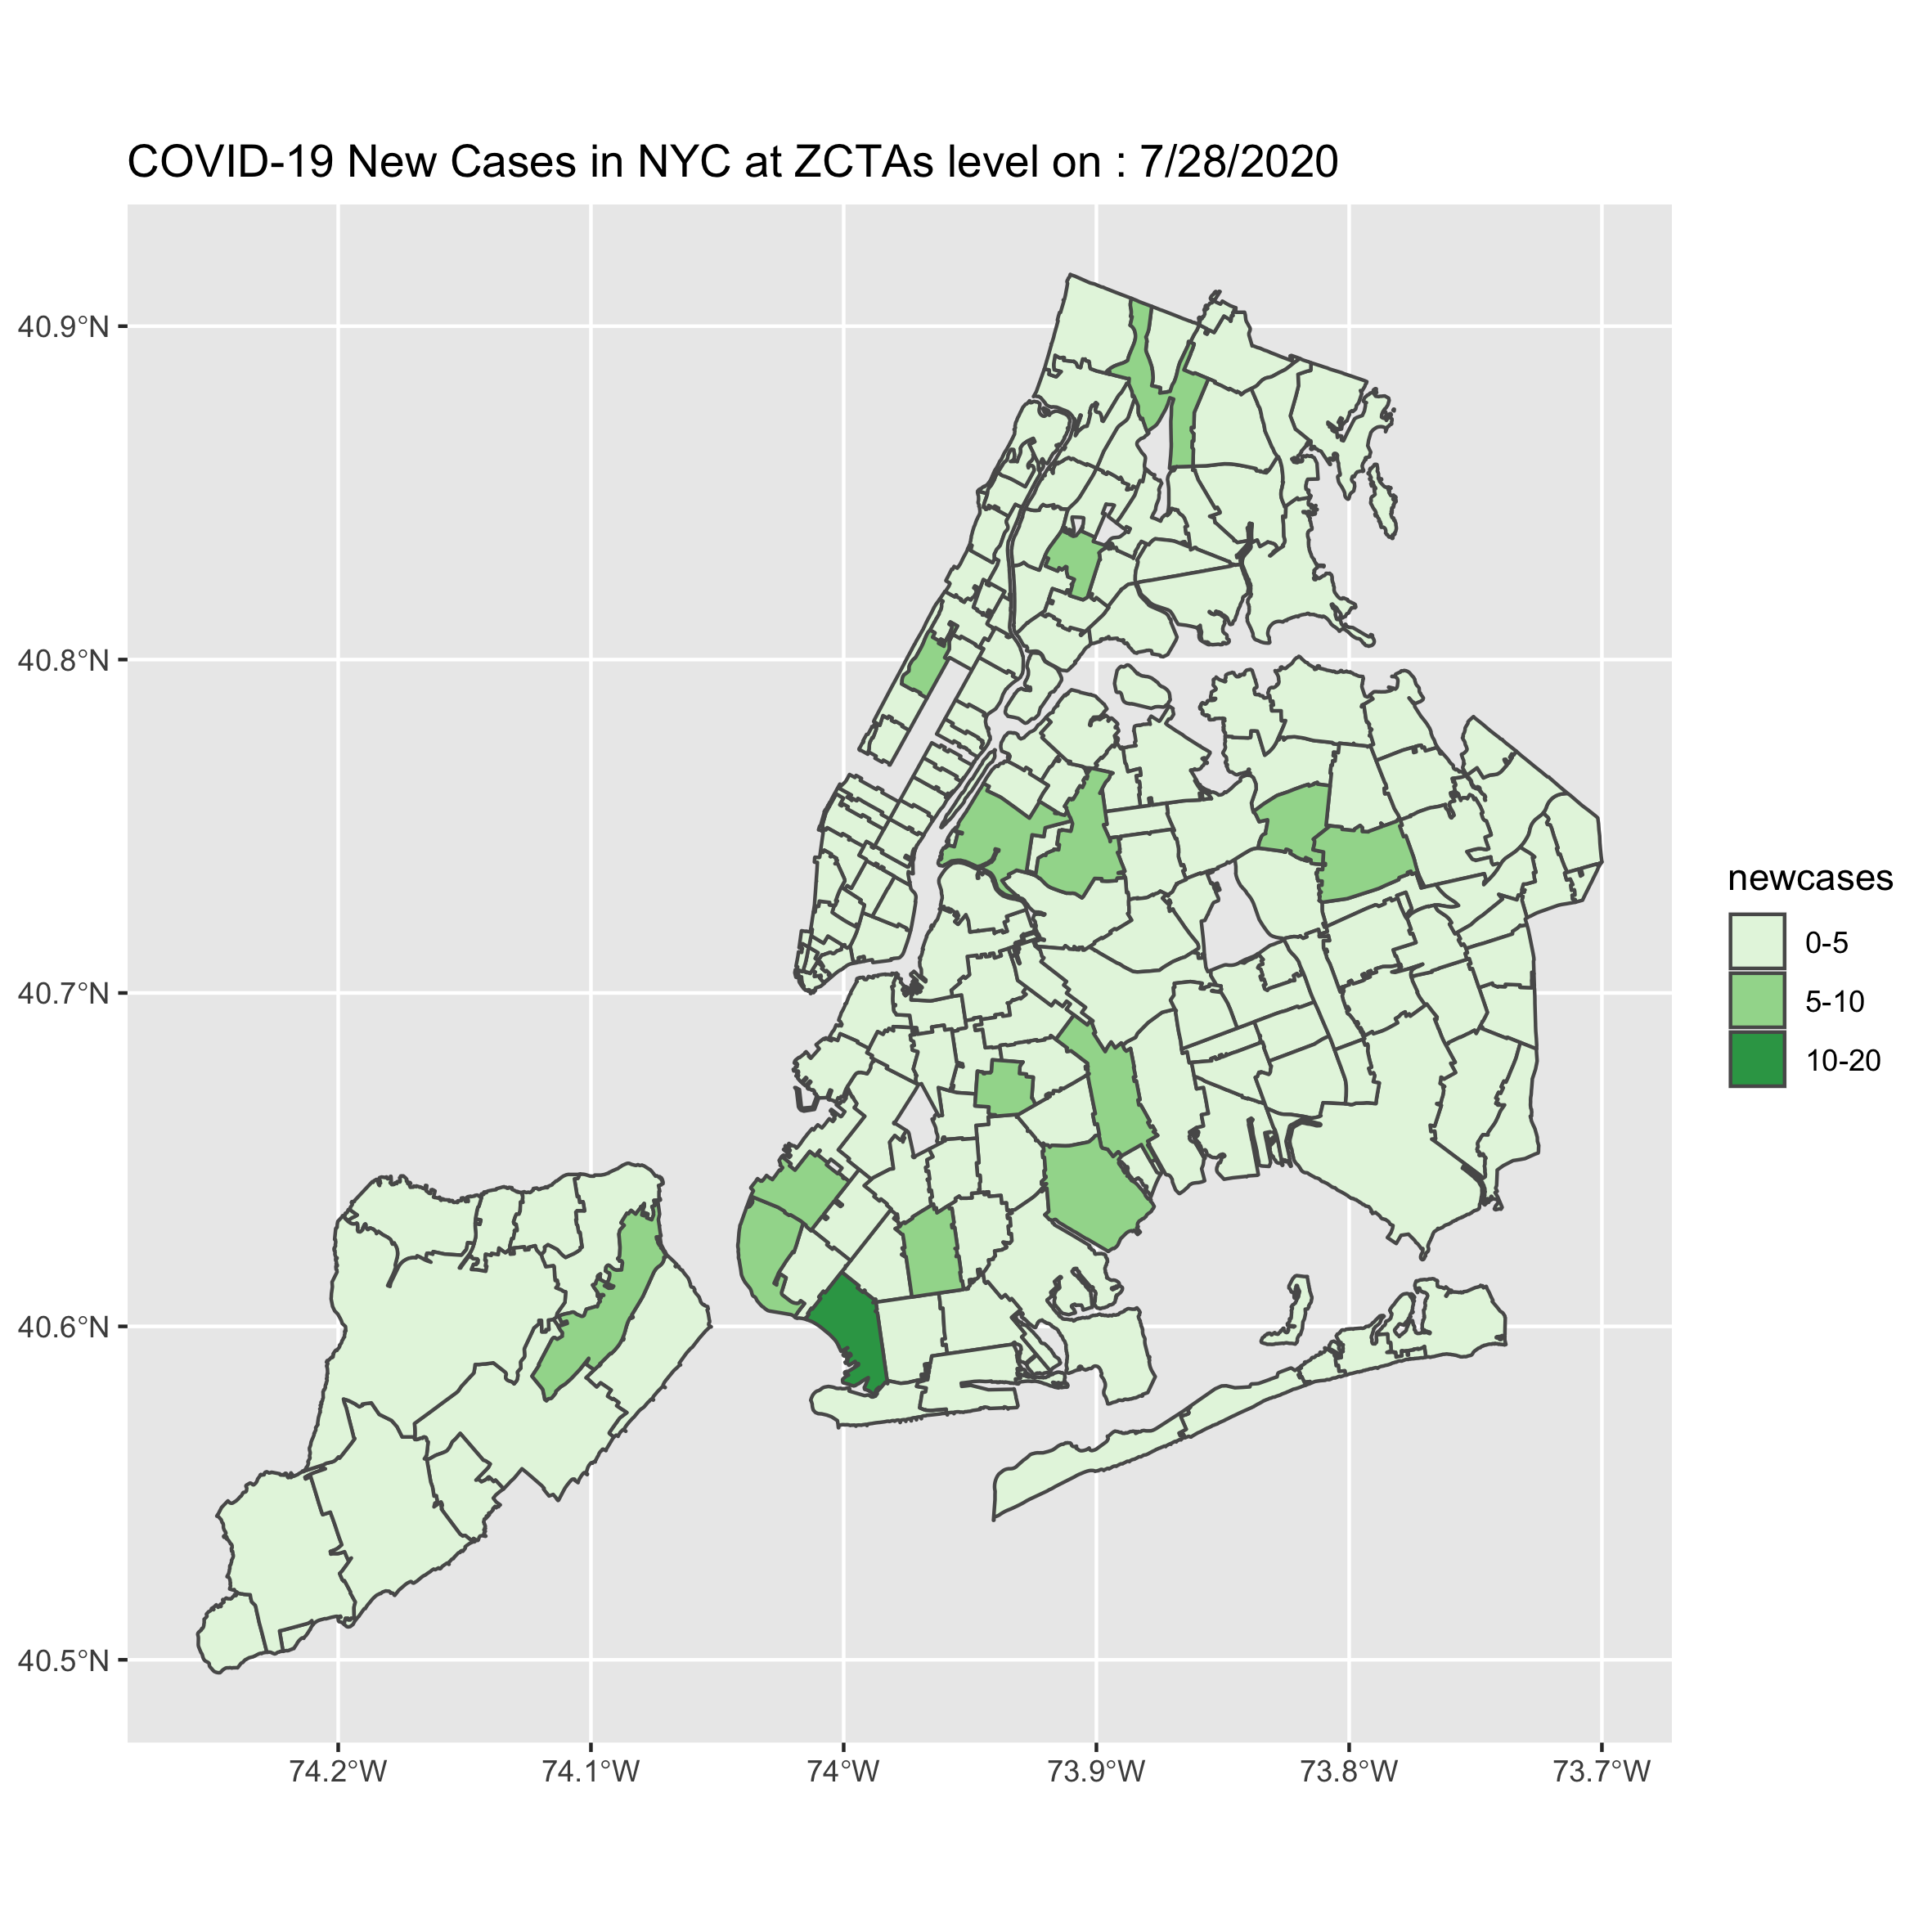 COVID-19 New Cases in NYC at ZCTAs level on : 7/28/2020
40.9°N
40.8°N
40.7°N
40.6°N
40.5°N
74.2°W
74.1°W
74°W
73.9°W
73.8°W
73.7°W
newcases
0-5
5-10
10-20